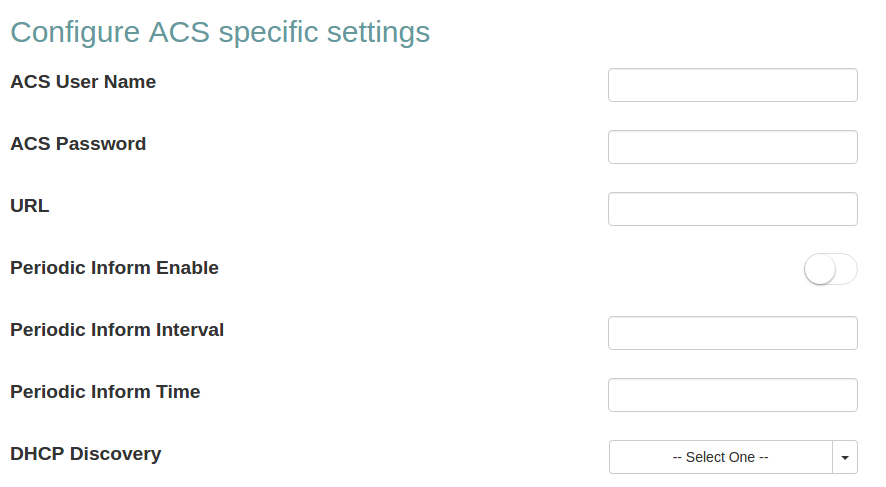 Configure ACS specific settings
ACS User Name
ACS Password
URL
Periodic Inform Enable
Periodic Inform Interval
Periodic Inform Time
DHCP Discovery
-- Select One --